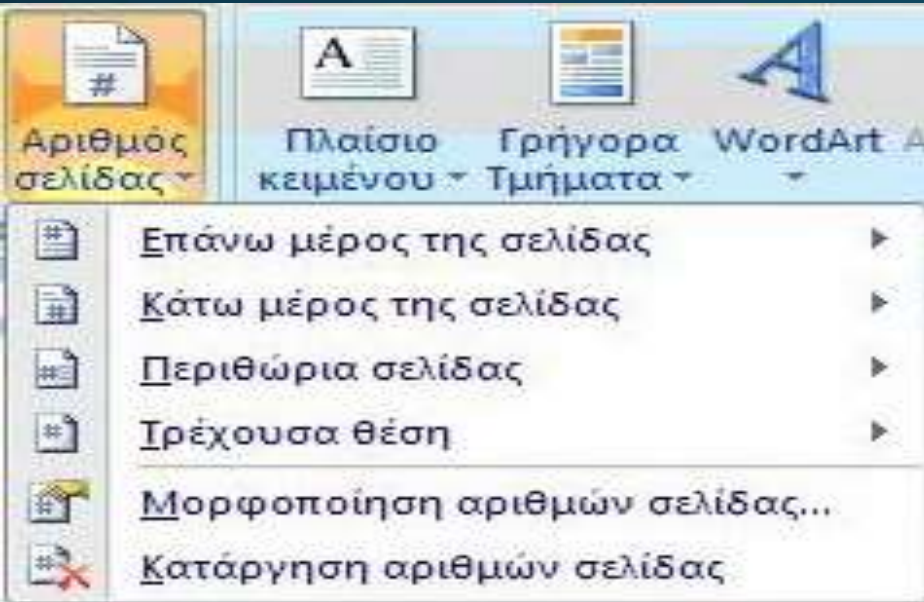 Αριθμός σελίδας
Πλαίσιο κειμένου
Γρήγορα Τμήματα
WordArt
Επάνω μέρος της σελίδας
Κάτω μέρος της σελίδας
Περιθώρια σελίδας
Τρέχουσα θέση
Μορφοποίηση αριθμών σελίδας...
Κατάργηση αριθμών σελίδας